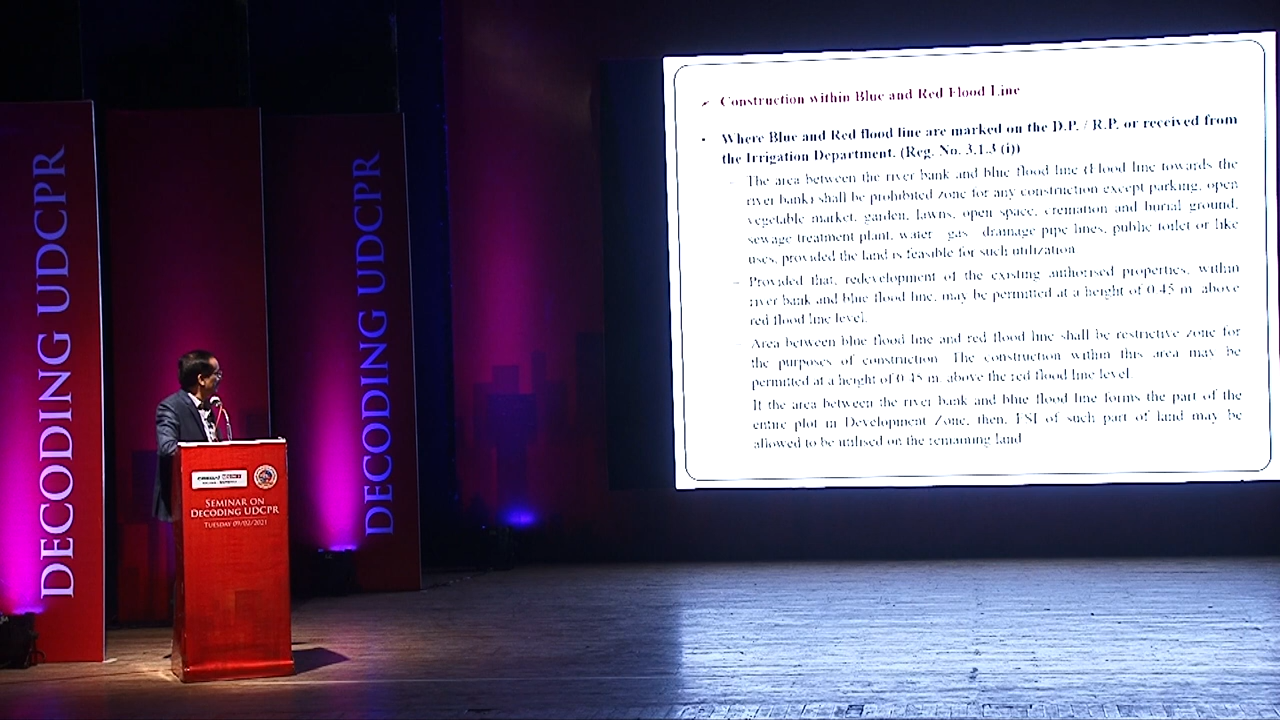 DECODING UDCPR
DECODING UDCPR
SEMINAR ON
DECODING UDCPR
TUESDAY 09/02/2021
Construction within Blue and Red Flood Line
Where Blue and Red flood line are marked on the D.P. / R.P. or received from
the Irrigation Department. (Reg. No. 3.1.3 (i))
The area between the river bank and blue flood line (Flood line towards the
river bank) shall be prohibited zone for any construction except parking, open
vegetable market, garden, lawns, open space, cremation and burial ground,
sewage treatment plant, water gas drainage pipe lines, public toilet or like
uses, provided the land is feasible for such utilization
Provided that, redevelopment of the existing authorised properties, within
river bank and blue flood line, may be permitted at a height of 0.45 m. above
red flood line level.
Area between blue flood line and red flood line shall be restrictive zone for
the purposes of construction. The construction within this area may be
permitted at a height of 0.45 m. above the red flood line level.
If the area between the river bank and blue flood line forms the part of the
entire plot in Development Zone, then, FSI of such part of land may be
allowed to be utilised on the remaining land